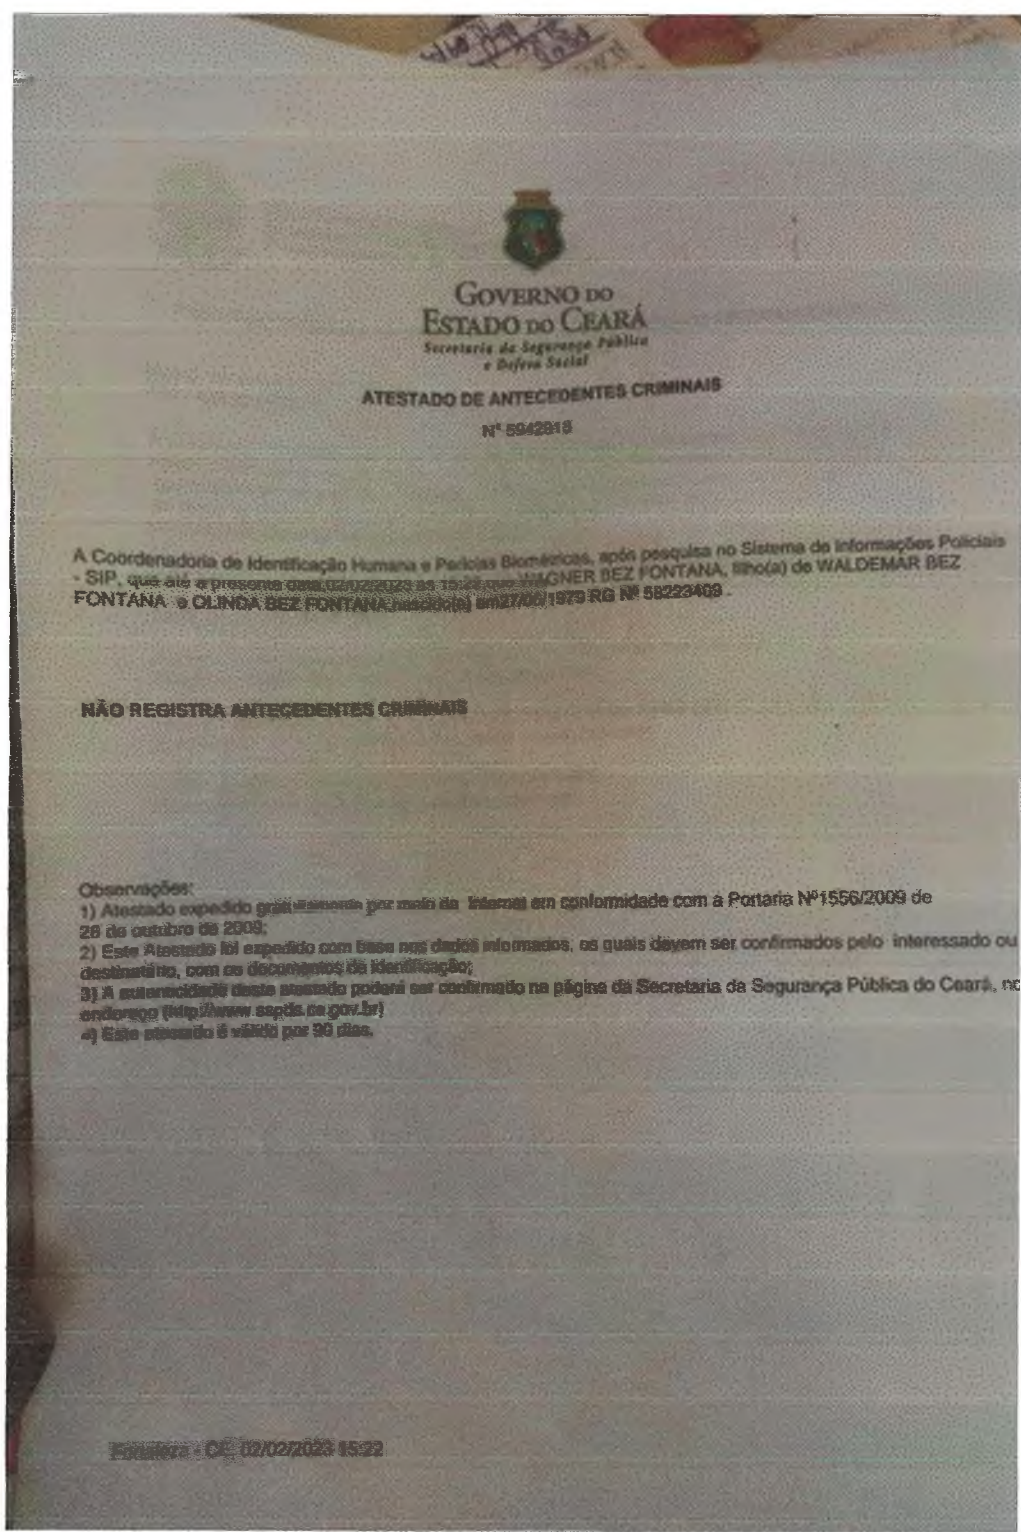 GOVERNO DO
ESTADO DO CEARÁ
Secretaria da Segurança Pública
e Defesa Social
ATESTADO DE ANTECEDENTES CRIMINAIS
Nº 5942918
A Coordenadoria de Identificação Humana e Perícias Biométricas, após pesquisa no Sistema de Informações Policiais
- SIP, que até a presente data 02/02/2023 às 15:22 que WAGNER BEZ FONTANA, filho(a) de WALDEMAR BEZ
FONTANA e OLINDA BEZ FONTANA,nascido(a) em 1979 RG Nº 58223409 .
NÃO REGISTRA ANTECEDENTES CRIMINAIS
Observações:
1) Atestado expedido gratuitamente por meio da Internet em conformidade com a Portaria Nº1556/2009 de
28 de outubro de 2009;
2) Este Atestado foi expedido com base nos dados informados, os quais devem ser confirmados pelo interessado ou
destinatário, com os documentos de identificação;
3) A autenticidade deste atestado poderá ser confirmado na página da Secretaria da Segurança Pública do Ceará, no
endereço (http://www.sspds.ce.gov.br)
4) Este atestado é válido por 90 dias.
Fortaleza - CE, 02/02/2023 15:22